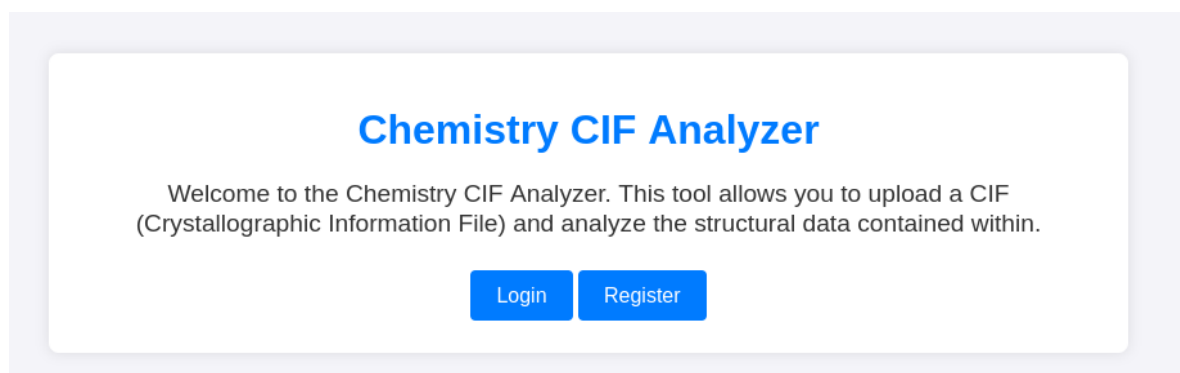 Chemistry CIF Analyzer
Welcome to the Chemistry CIF Analyzer. This tool allows you to upload a CIF
(Crystallographic Information File) and analyze the structural data contained within.
Login Register